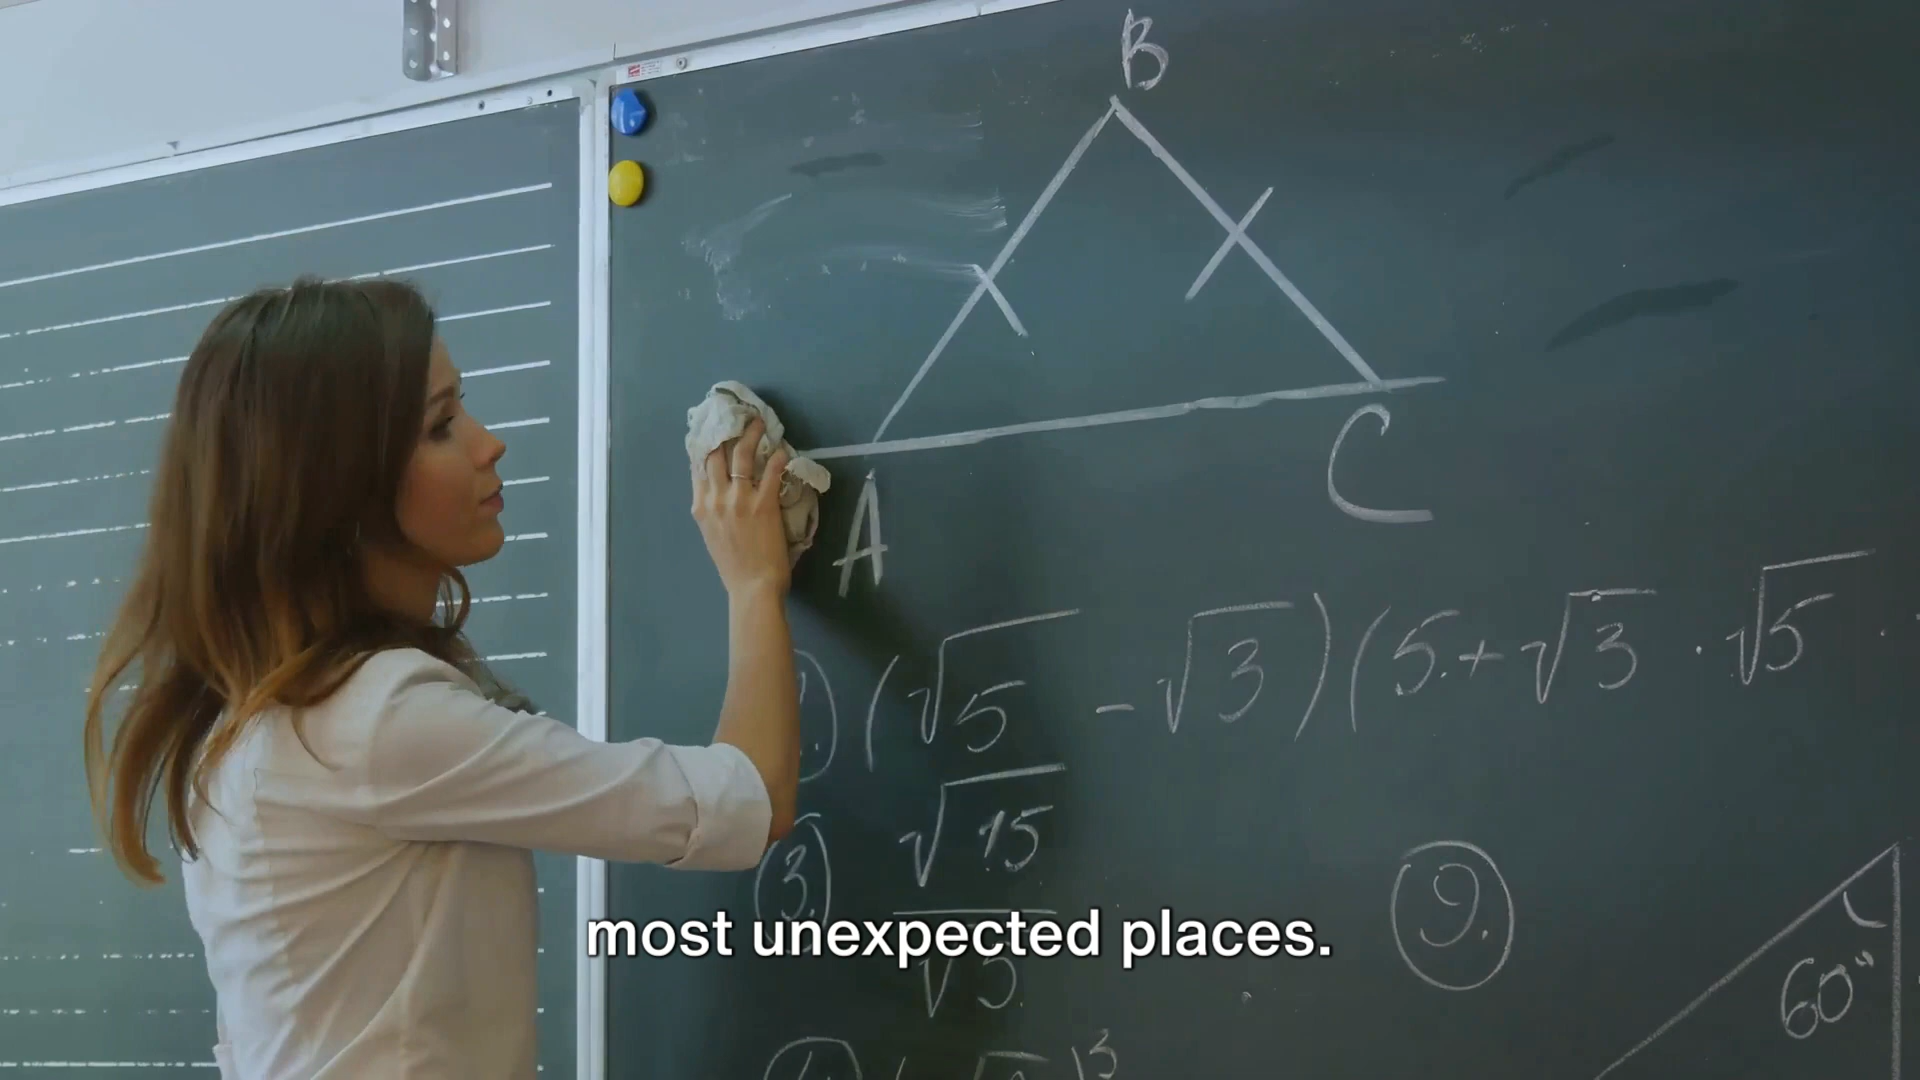 B
A
C
(√5 - √3)(5 + √3 · √5 ·
3.) √15
√5
9.
60°
most unexpected places.